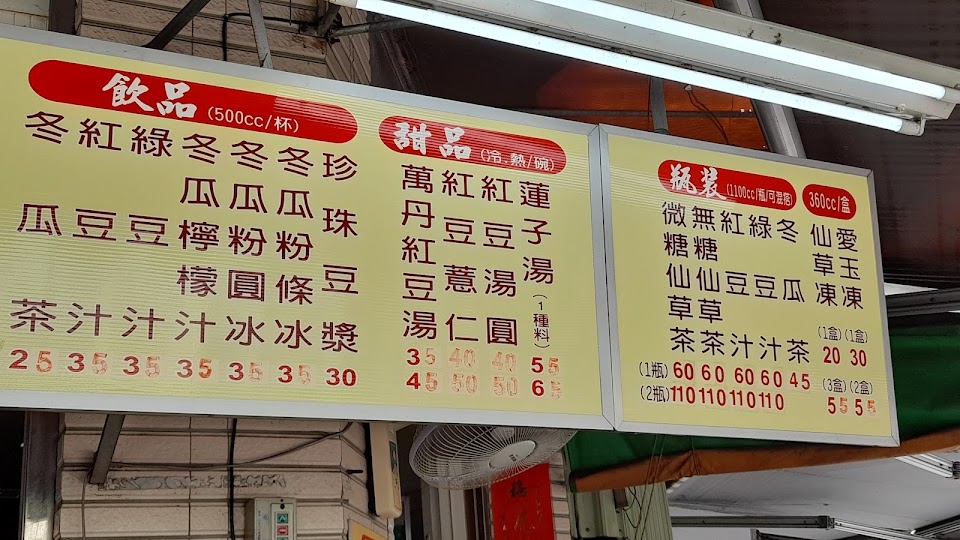 飲品(500cc/杯)
冬瓜茶 25
紅豆汁 35
綠豆汁 35
冬瓜檸檬汁 35
冬瓜粉圓冰 35
冬瓜粉條冰 35
珍珠豆漿 30
甜品(冷.熱/碗)
萬丹紅豆湯 35 45
紅豆薏仁 40 50
紅豆湯圓 40 50
蓮子湯(1種料) 55 65
瓶裝(1100cc/瓶/可混搭)
(1瓶)
(2瓶)
微糖仙草茶 60 110
無糖仙草茶 60 110
紅豆汁 60 110
綠豆汁 60 110
冬瓜茶 45
360cc/盒
仙草凍 (1盒) 20 (3盒) 55
愛玉凍 (1盒) 30 (2盒) 55